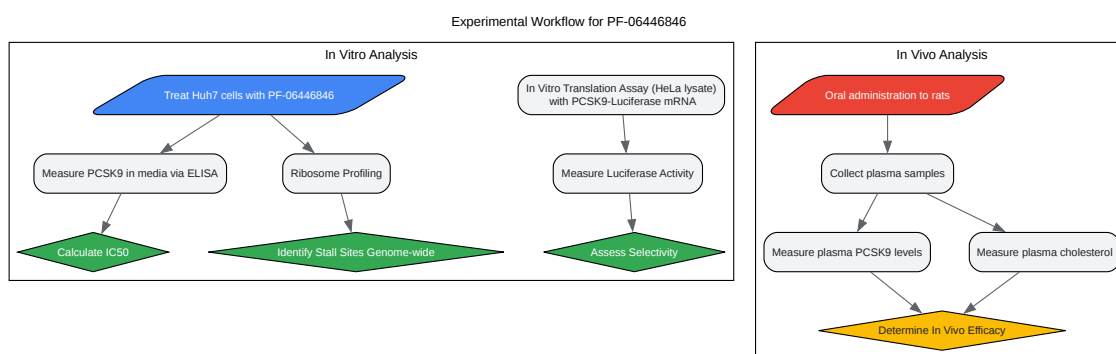 Experimental Workflow for PF-06446846
In Vitro Analysis
Treat Huh7 cells with PF-06446846
In Vitro Translation Assay (HeLa lysate)
with PCSK9-Luciferase mRNA
Measure PCSK9 in media via ELISA
Ribosome Profiling
Measure Luciferase Activity
Calculate IC50
Identify Stall Sites Genome-wide
Assess Selectivity
In Vivo Analysis
Oral administration to rats
Collect plasma samples
Measure plasma PCSK9 levels
Measure plasma cholesterol
Determine In Vivo Efficacy